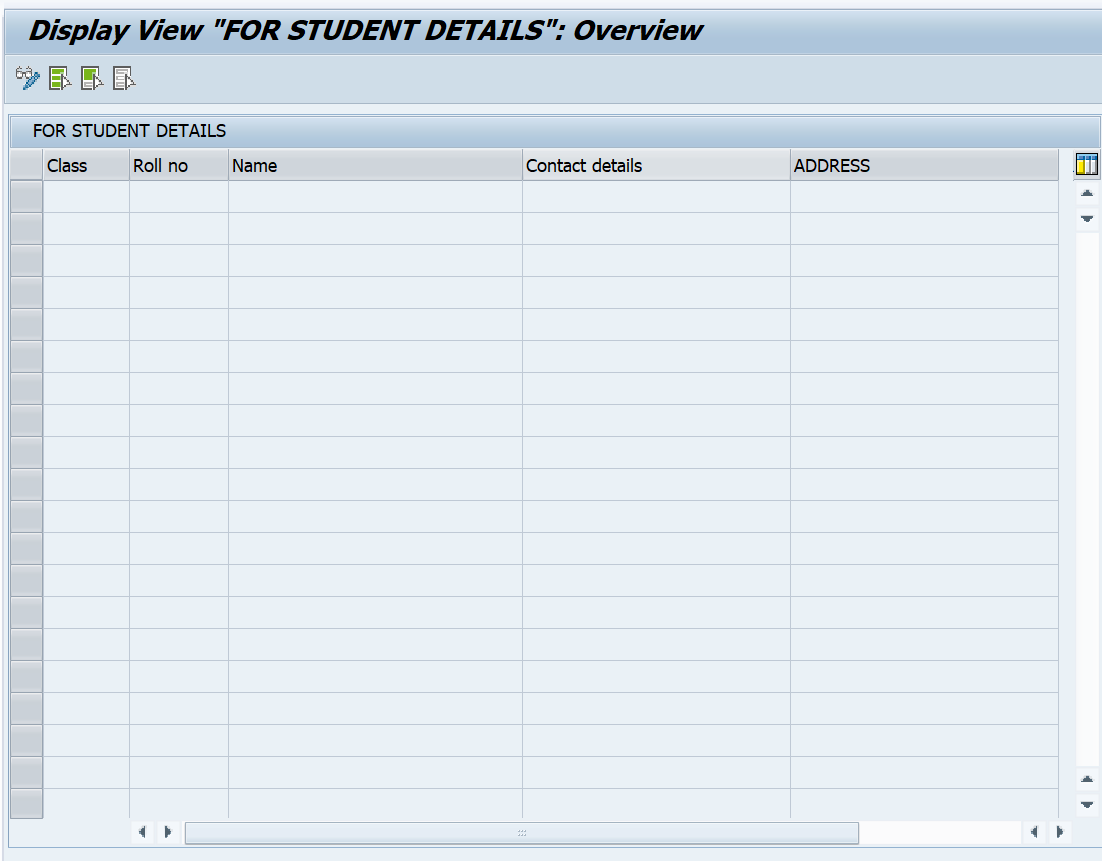 Display View "FOR STUDENT DETAILS": Overview
FOR STUDENT DETAILS
Class Roll no Name Contact details ADDRESS